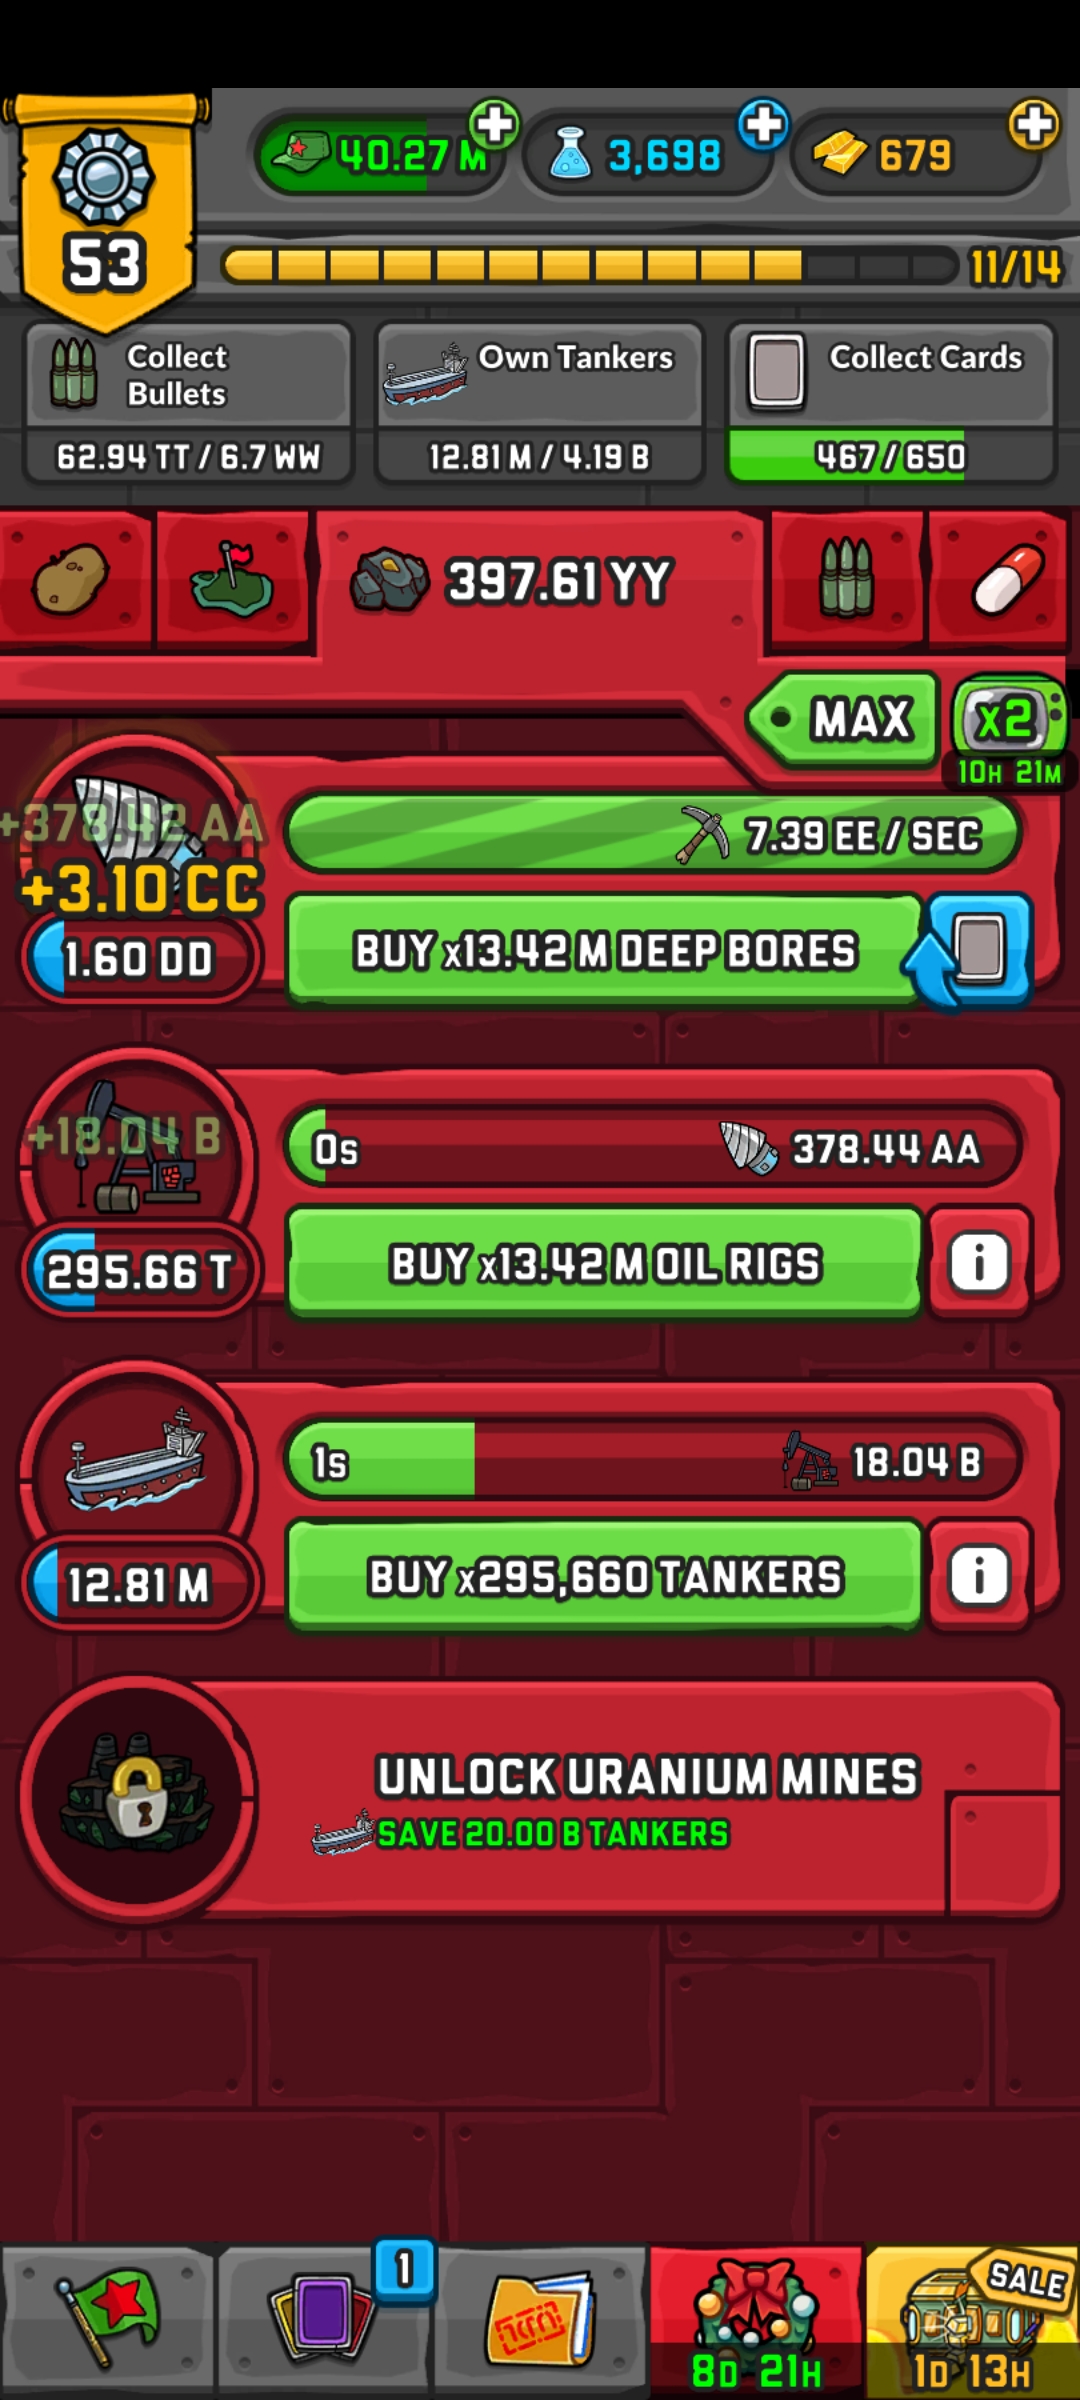 40.27 M
3,698
679
53
11/14
Collect
Bullets
62.94 TT / 6.7 WW
Own Tankers
12.81 M / 4.19 B
Collect Cards
467 / 650
397.61 YY
MAX
x2
10H 21M
+378.42 AA
+3.10 CC
1.60 DD
7.39 EE / SEC
BUY x13.42 M DEEP BORES
+18.04 B
295.66 T
0s
378.44 AA
BUY x13.42 M OIL RIGS
i
1s
18.04 B
12.81 M
BUY x295,660 TANKERS
i
UNLOCK URANIUM MINES
SAVE 20.00 B TANKERS
1
SALE
8D 21H
1D 13H